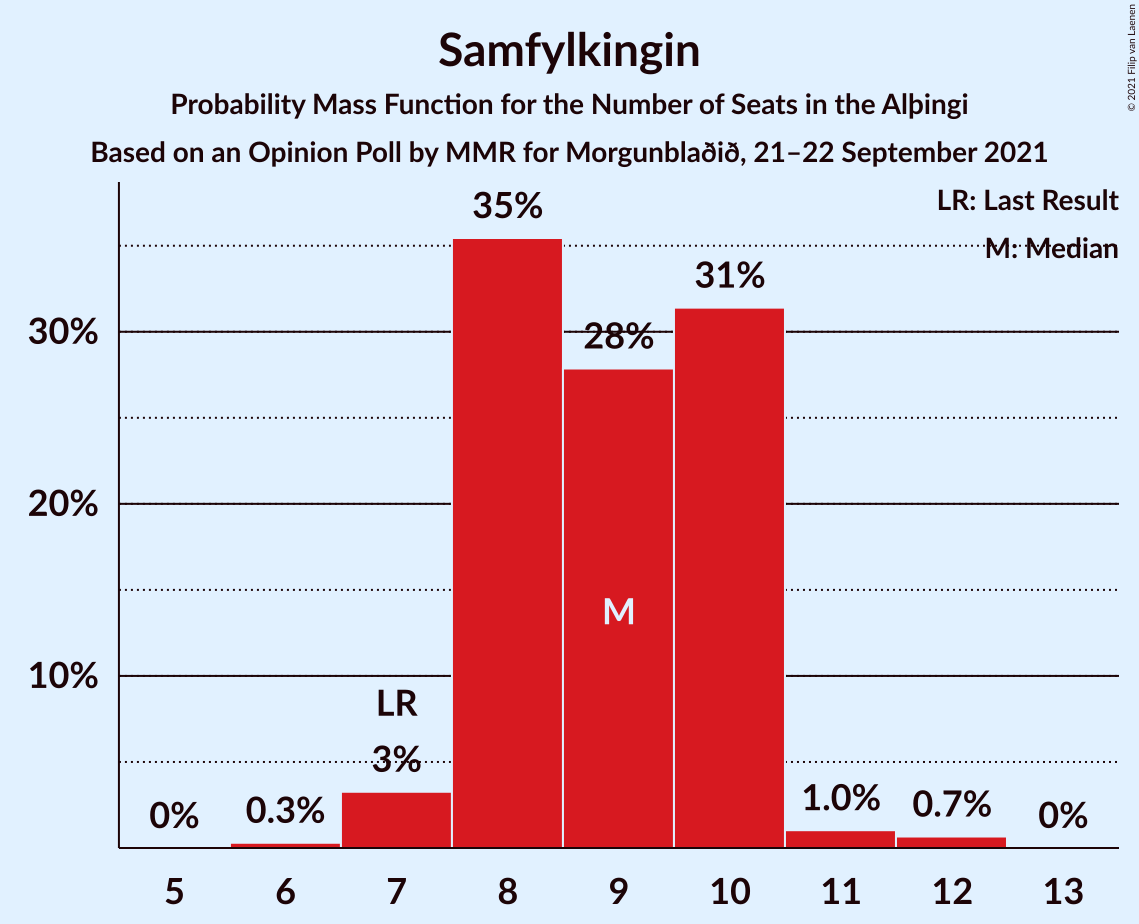 Samfylkingin
Probability Mass Function for the Number of Seats in the Alþingi
Based on an Opinion Poll by MMR for Morgunblaðið, 21–22 September 2021
© 2021 Filip van Laenen
LR: Last Result
M: Median
35%
31%
28%
30%
20%
M
10%
LR
3%
0%
0.3%
1.0%
0.7%
0%
5 6 7 8 9 10 11 12 13